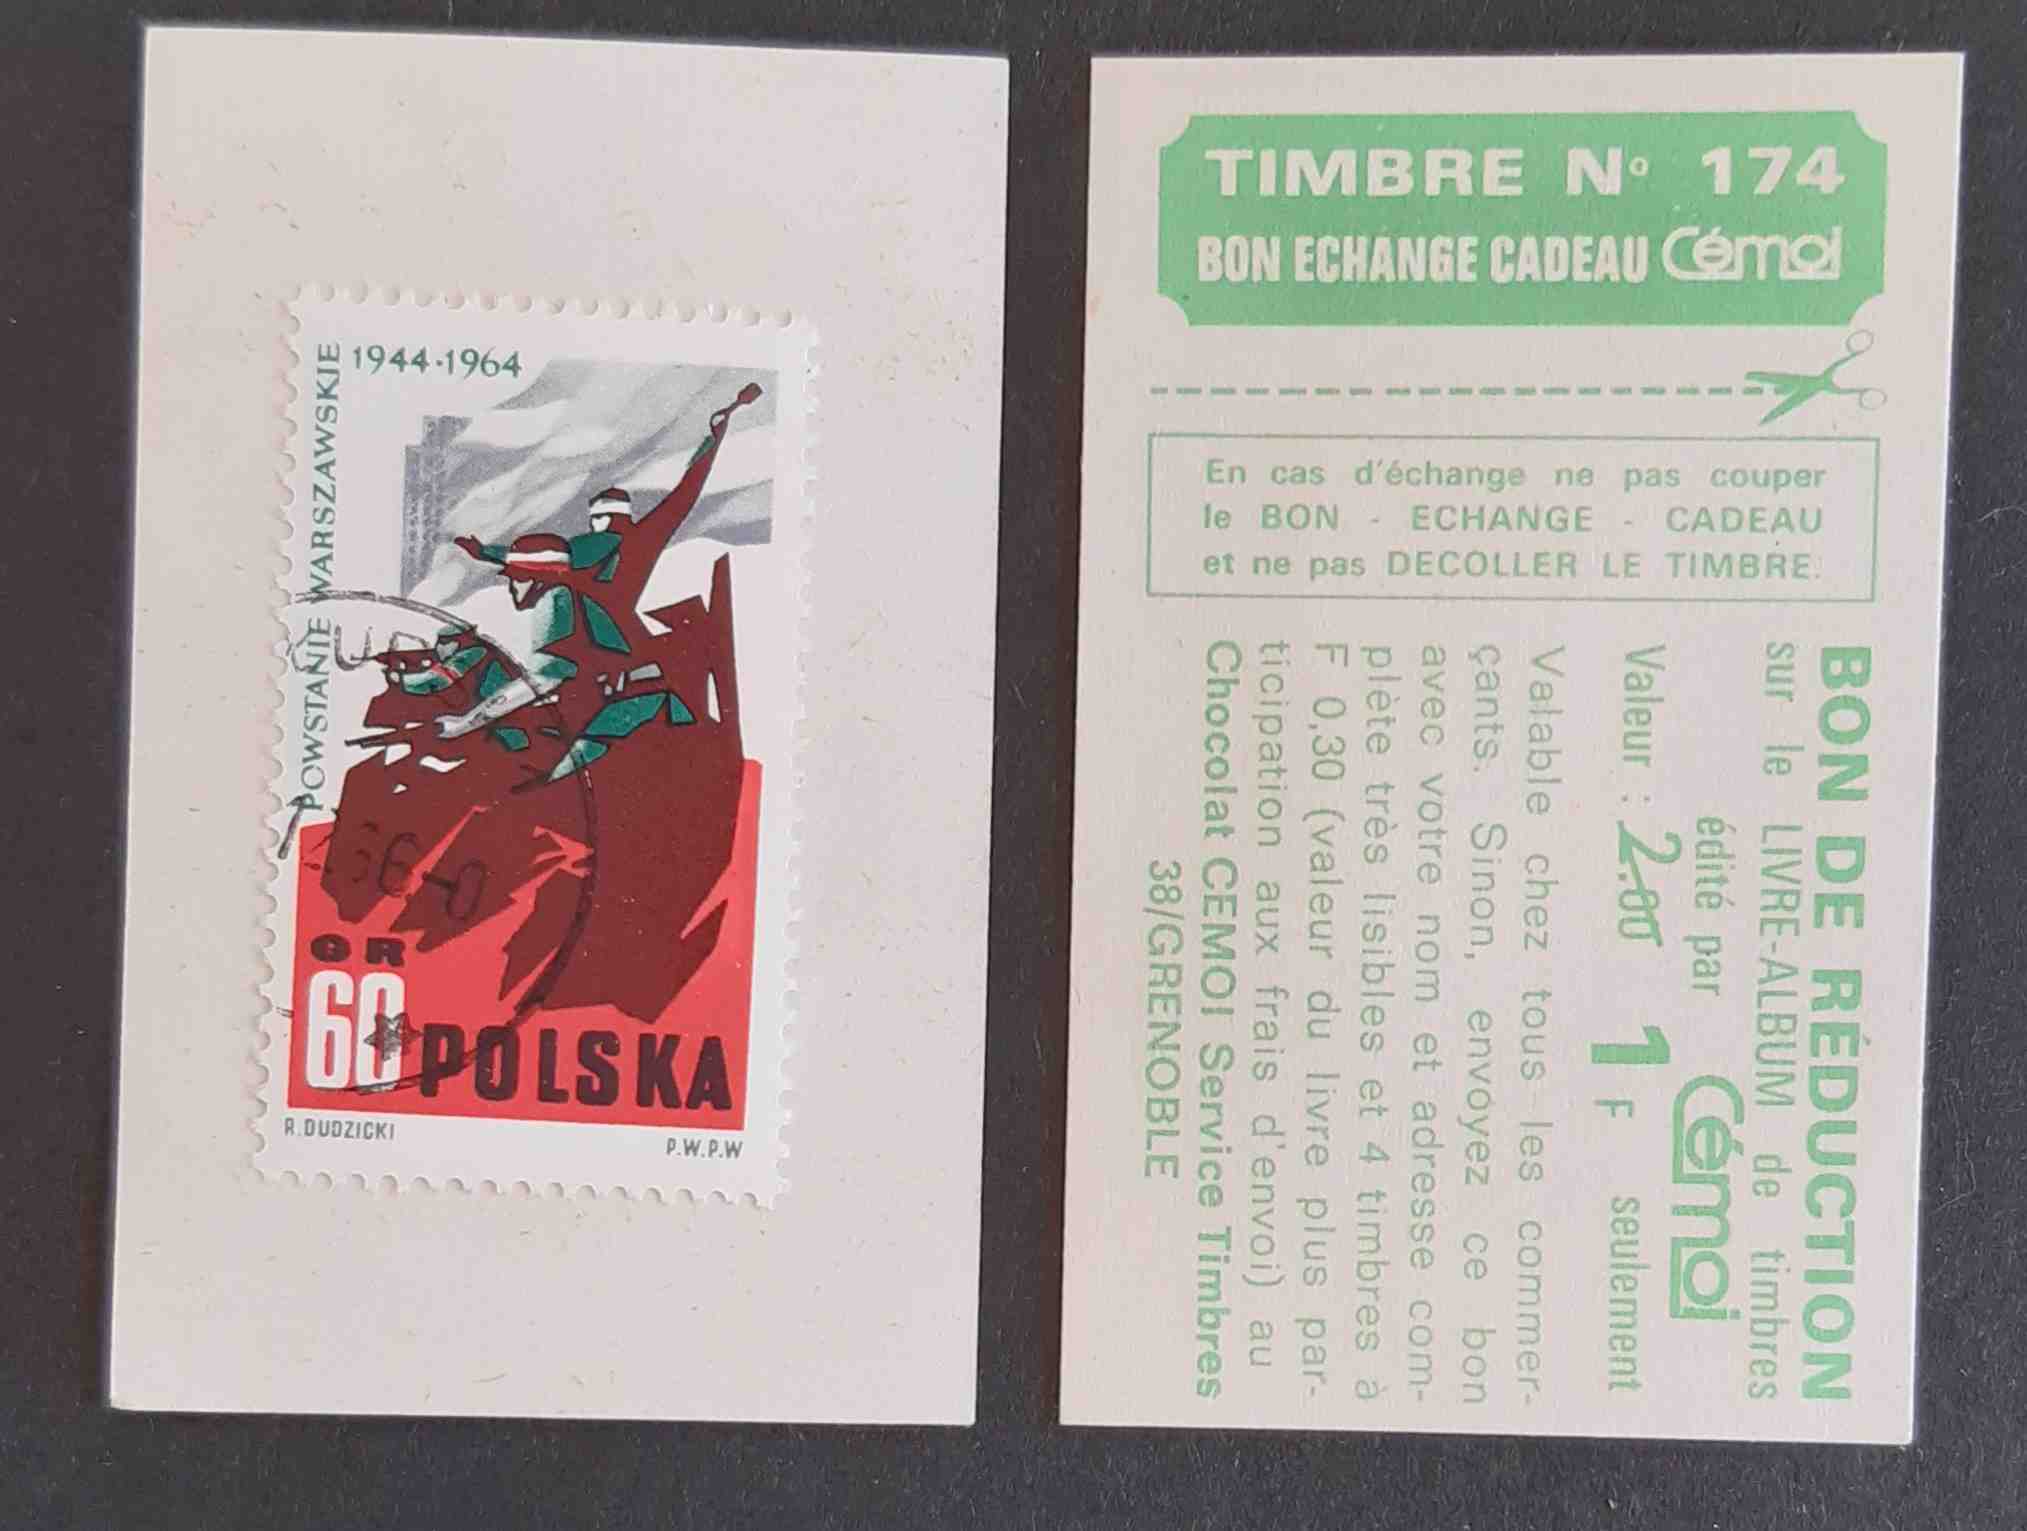 POWSTANIE WARSZAWSKIE
1944-1964
GR
60
POLSKA
R.DUDZICKI
P.W.P.W
TIMBRE No 174
BON ECHANGE CADEAU Cémoi
En cas d'échange ne pas couper
le BON - ECHANGE - CADEAU
et ne pas DECOLLER LE TIMBRE.
BON DE RÉDUCTION
sur le LIVRE-ALBUM de timbres
édité par Cémoi
Valeur : 2.00 1 F seulement
Valable chez tous les commer-
çants. Sinon, envoyez ce bon
avec votre nom et adresse com-
plète très lisibles et 4 timbres à
F 0,30 (valeur du livre plus par-
ticipation aux frais d'envoi) au
Chocolat CEMOI Service Timbres
38/GRENOBLE